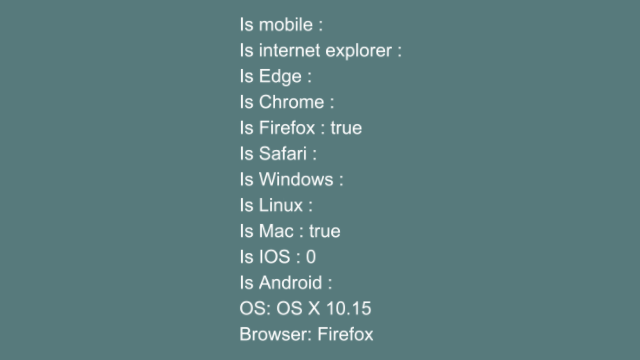 Is mobile :
Is internet explorer :
Is Edge :
Is Chrome :
Is Firefox : true
Is Safari :
Is Windows :
Is Linux :
Is Mac : true
Is IOS : 0
Is Android :
OS: OS X 10.15
Browser: Firefox